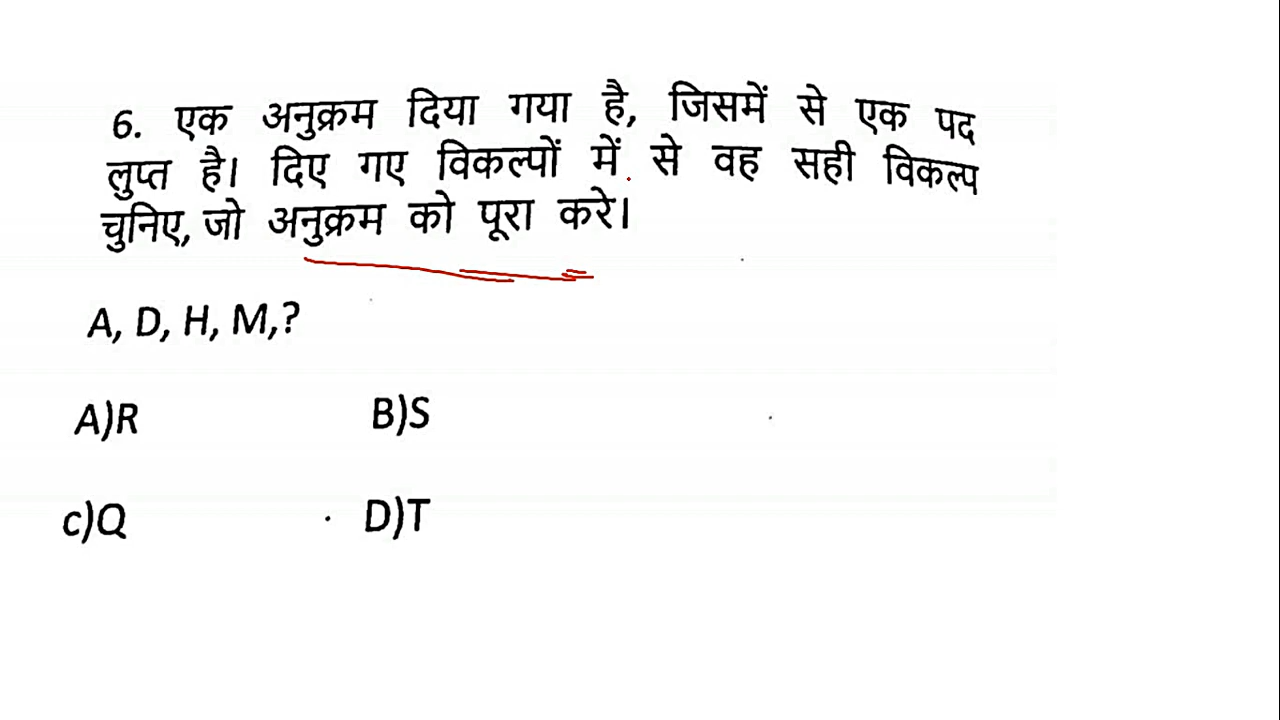 6. एक अनुक्रम दिया गया है, जिसमें से एक पद
लुप्त है। दिए गए विकल्पों में से वह सही विकल्प
चुनिए, जो अनुक्रम को पूरा करे।
A, D, H, M,?
A)R B)S
c)Q D)T